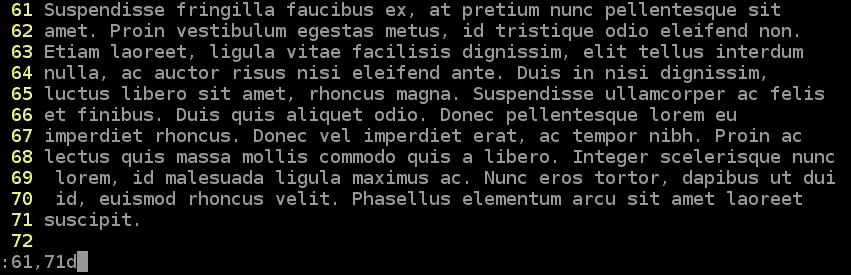 61 Suspendisse fringilla faucibus ex, at pretium nunc pellentesque sit
62 amet. Proin vestibulum egestas metus, id tristique odio eleifend non.
63 Etiam laoreet, ligula vitae facilisis dignissim, elit tellus interdum
64 nulla, ac auctor risus nisi eleifend ante. Duis in nisi dignissim,
65 luctus libero sit amet, rhoncus magna. Suspendisse ullamcorper ac felis
66 et finibus. Duis quis aliquet odio. Donec pellentesque lorem eu
67 imperdiet rhoncus. Donec vel imperdiet erat, ac tempor nibh. Proin ac
68 lectus quis massa mollis commodo quis a libero. Integer scelerisque nunc
69  lorem, id malesuada ligula maximus ac. Nunc eros tortor, dapibus ut dui
70  id, euismod rhoncus velit. Phasellus elementum arcu sit amet laoreet
71 suscipit.
72
:61,71d